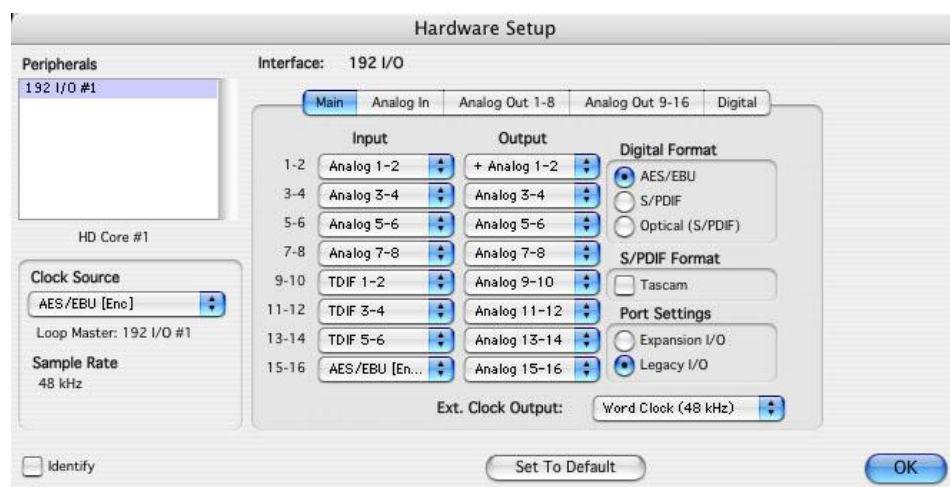 Hardware Setup
Peripherals
192 I/O #1
HD Core #1
Clock Source
AES/EBU [Enc]
Loop Master: 192 I/O #1
Sample Rate
48 kHz
Identify
Interface: 192 I/O
Main Analog In Analog Out 1-8 Analog Out 9-16 Digital
Input Output
1-2 Analog 1-2 + Analog 1-2
3-4 Analog 3-4 Analog 3-4
5-6 Analog 5-6 Analog 5-6
7-8 Analog 7-8 Analog 7-8
9-10 TDIF 1-2 Analog 9-10
11-12 TDIF 3-4 Analog 11-12
13-14 TDIF 5-6 Analog 13-14
15-16 AES/EBU [En... Analog 15-16
Digital Format
AES/EBU
S/PDIF
Optical (S/PDIF)
S/PDIF Format
Tascam
Port Settings
Expansion I/O
Legacy I/O
Ext. Clock Output: Word Clock (48 kHz)
Set To Default
OK